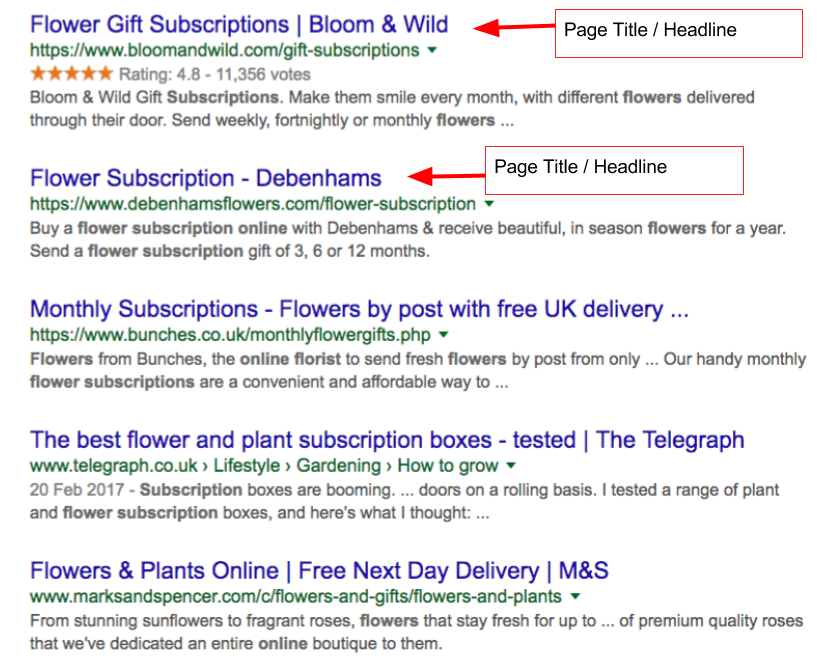 Flower Gift Subscriptions | Bloom & Wild
Page Title / Headline
https://www.bloomandwild.com/gift-subscriptions
Rating: 4.8 - 11,356 votes
Bloom & Wild Gift Subscriptions. Make them smile every month, with different flowers delivered
through their door. Send weekly, fortnightly or monthly flowers ...
Flower Subscription - Debenhams
Page Title / Headline
https://www.debenhamsflowers.com/flower-subscription
Buy a flower subscription online with Debenhams & receive beautiful, in season flowers for a year.
Send a flower subscription gift of 3, 6 or 12 months.
Monthly Subscriptions - Flowers by post with free UK delivery ...
https://www.bunches.co.uk/monthlyflowergifts.php
Flowers from Bunches, the online florist to send fresh flowers by post from only ... Our handy monthly
flower subscriptions are a convenient and affordable way to ...
The best flower and plant subscription boxes - tested | The Telegraph
www.telegraph.co.uk › Lifestyle › Gardening › How to grow
20 Feb 2017 - Subscription boxes are booming. ... doors on a rolling basis. I tested a range of plant
and flower subscription boxes, and here's what I thought: ...
Flowers & Plants Online | Free Next Day Delivery | M&S
www.marksandspencer.com/c/flowers-and-gifts/flowers-and-plants
From stunning sunflowers to fragrant roses, flowers that stay fresh for up to ... of premium quality roses
that we've dedicated an entire online boutique to them.